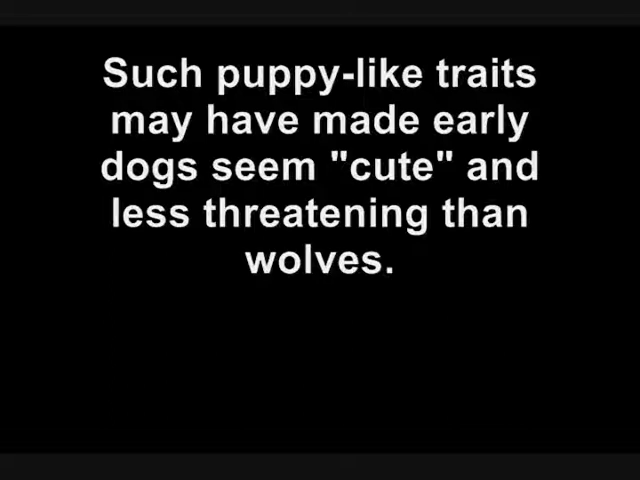 Such puppy-like traits
may have made early
dogs seem "cute" and
less threatening than
wolves.